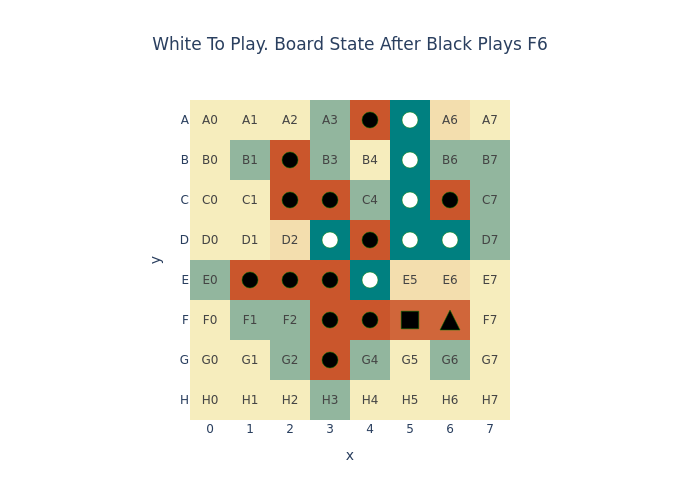 White To Play. Board State After Black Plays F6
A A0 A1 A2 A3 A6 A7
B B0 B1 B3 B4 B6 B7
C C0 C1 C4 C7
D D0 D1 D2 D7
y
E E0 E5 E6 E7
F F0 F1 F2 F7
G G0 G1 G2 G4 G5 G6 G7
H H0 H1 H2 H3 H4 H5 H6 H7
0 1 2 3 4 5 6 7
x